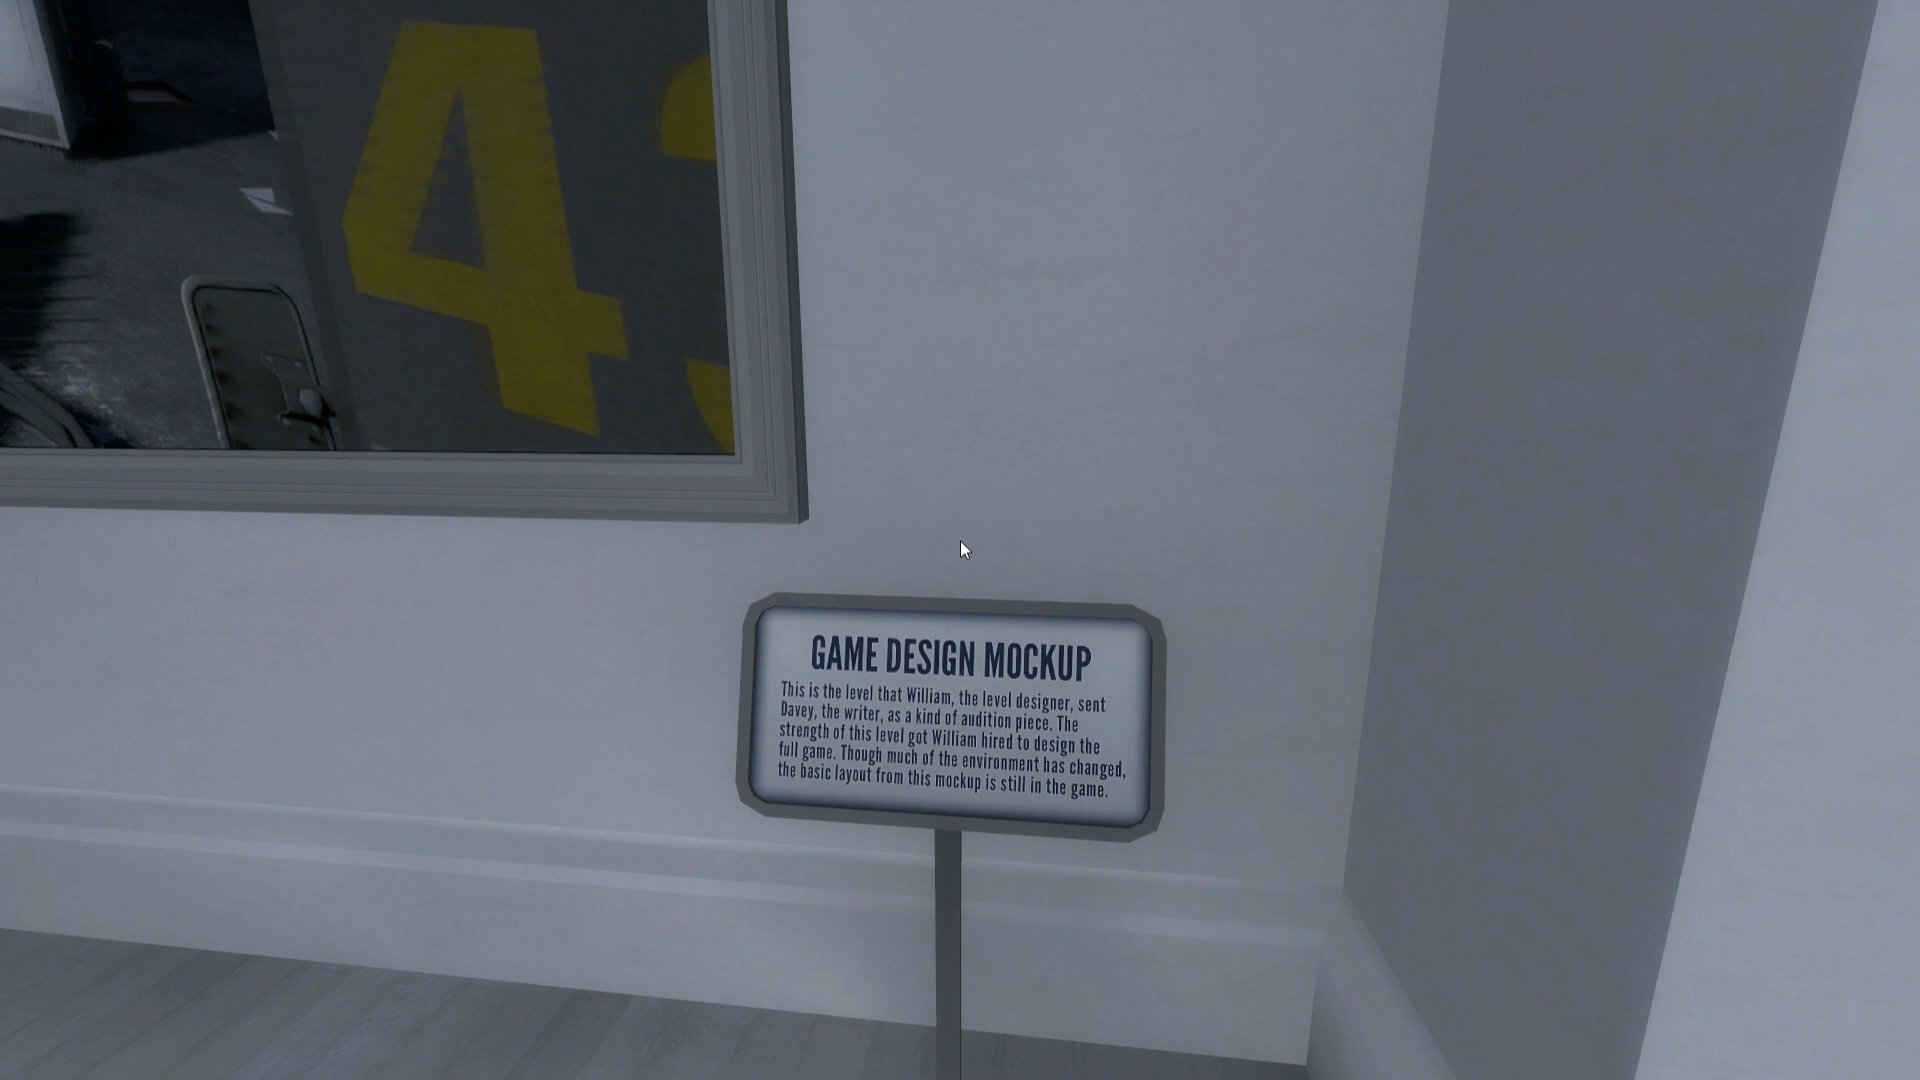 4
GAME DESIGN MOCKUP
This is the level that William, the level designer, sent
Davey, the writer, as a kind of audition piece. The
strength of this level got William hired to design the
full game. Though much of the environment has changed,
the basic layout from this mockup is still in the game.